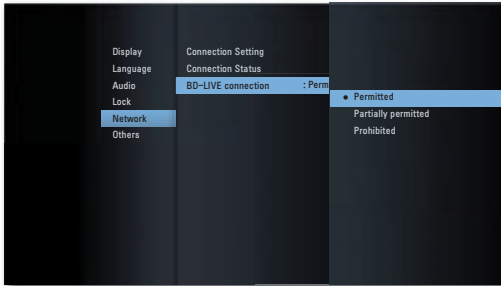 Display
Language
Audio
Lock
Network
Others
Connection Setting
Connection Status
BD-LIVE connection : Perm
● Permitted
Partially permitted
Prohibited